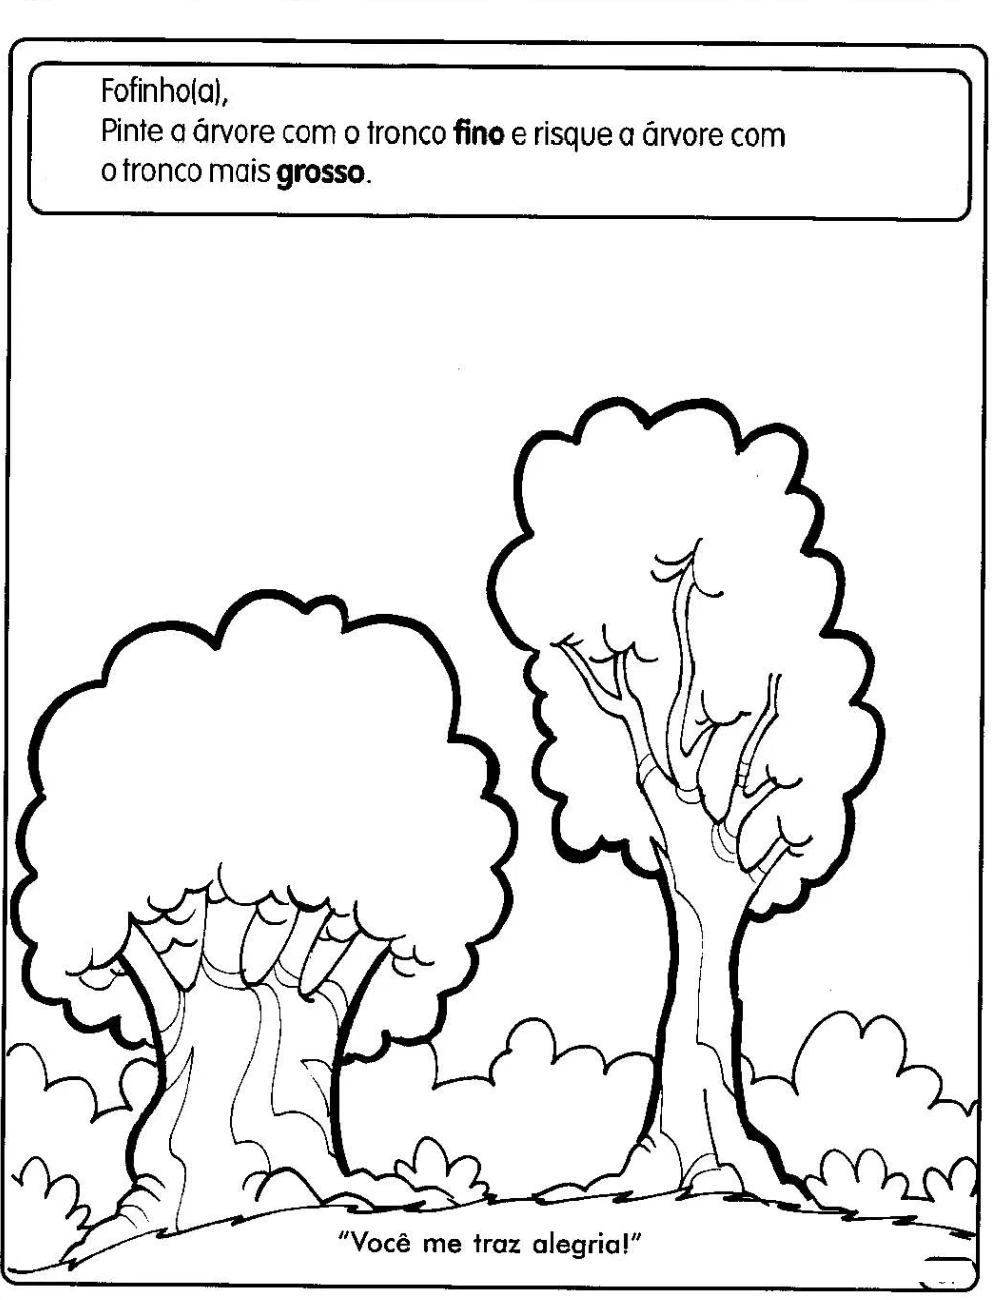 Fofinho(a),
Pinte a árvore com o tronco fino e risque a árvore com
o tronco mais grosso.
"Você me traz alegria!"